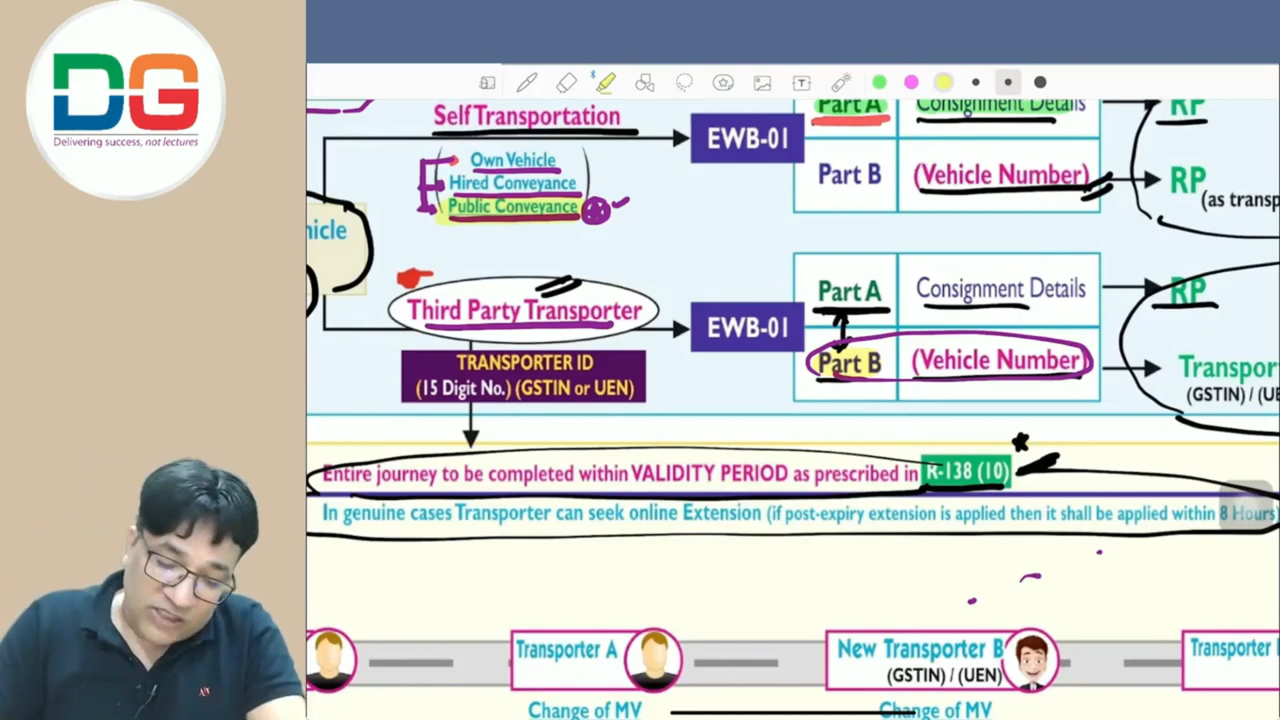 DG
Delivering success, not lectures
Self Transportation
Own Vehicle
Hired Conveyance
Public Conveyance
EWB-01
Part A
Consignment Details
RP
Part B
(Vehicle Number)
RP
(as transp
hicle
Third Party Transporter
EWB-01
Part A
Consignment Details
RP
Part B
(Vehicle Number)
Transpor
(GSTIN) / (UE
TRANSPORTER ID
(15 Digit No.) (GSTIN or UEN)
Entire journey to be completed within VALIDITY PERIOD as prescribed in R-138 (10)
In genuine cases Transporter can seek online Extension (if post-expiry extension is applied then it shall be applied within 8 Hours)
Transporter A
New Transporter B
(GSTIN) / (UEN)
Transporter
Change of MV
Change of MV